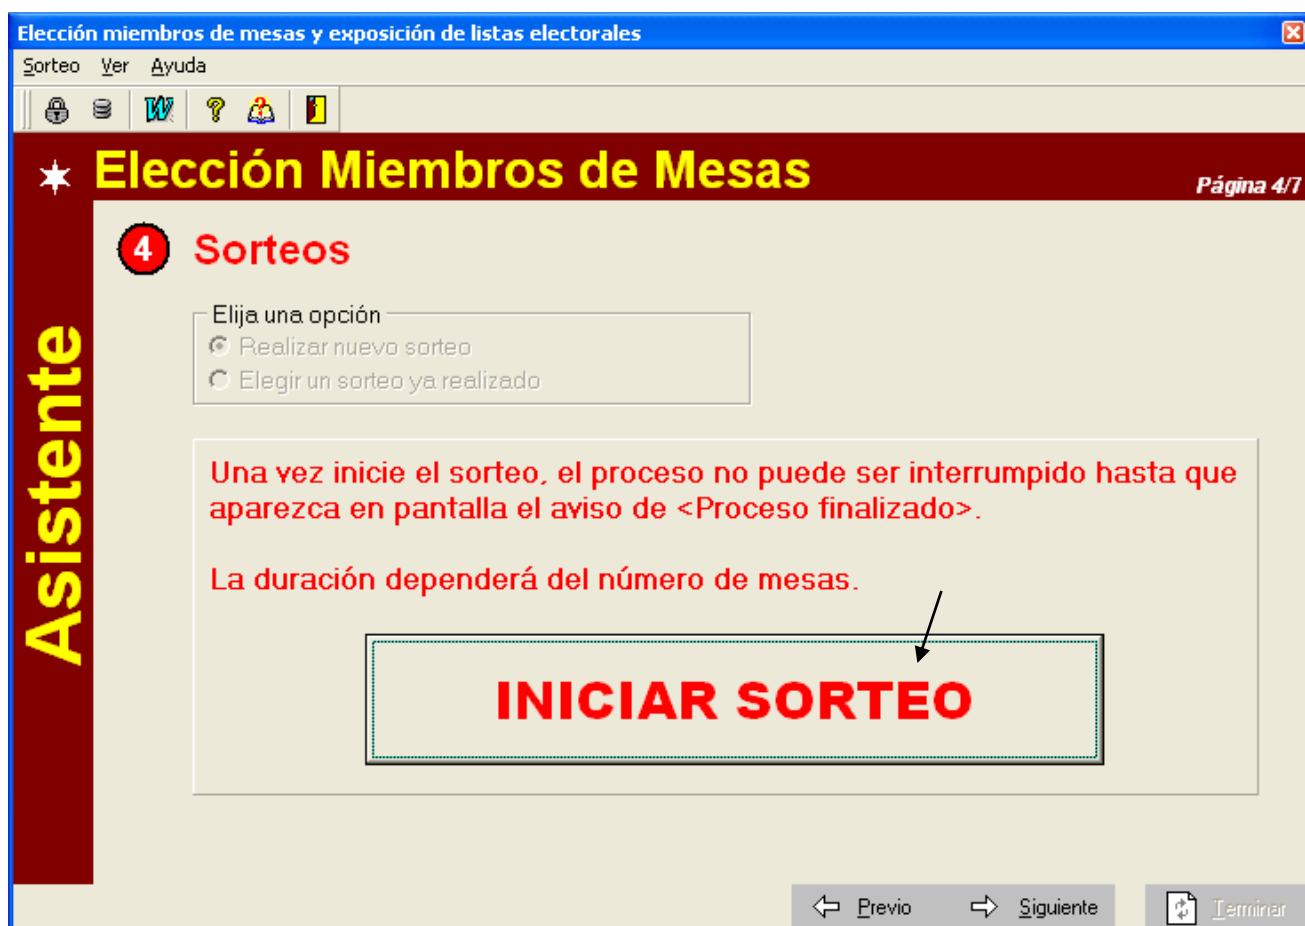 Elección miembros de mesas y exposición de listas electorales
Sorteo Ver Ayuda
Elección Miembros de Mesas
Página 4/7
Asistente
4 Sorteos
Elija una opción
Realizar nuevo sorteo
Elegir un sorteo ya realizado
Una vez inicie el sorteo, el proceso no puede ser interrumpido hasta que
aparezca en pantalla el aviso de <Proceso finalizado>.
La duración dependerá del número de mesas.
INICIAR SORTEO
Previo Siguiente Terminar